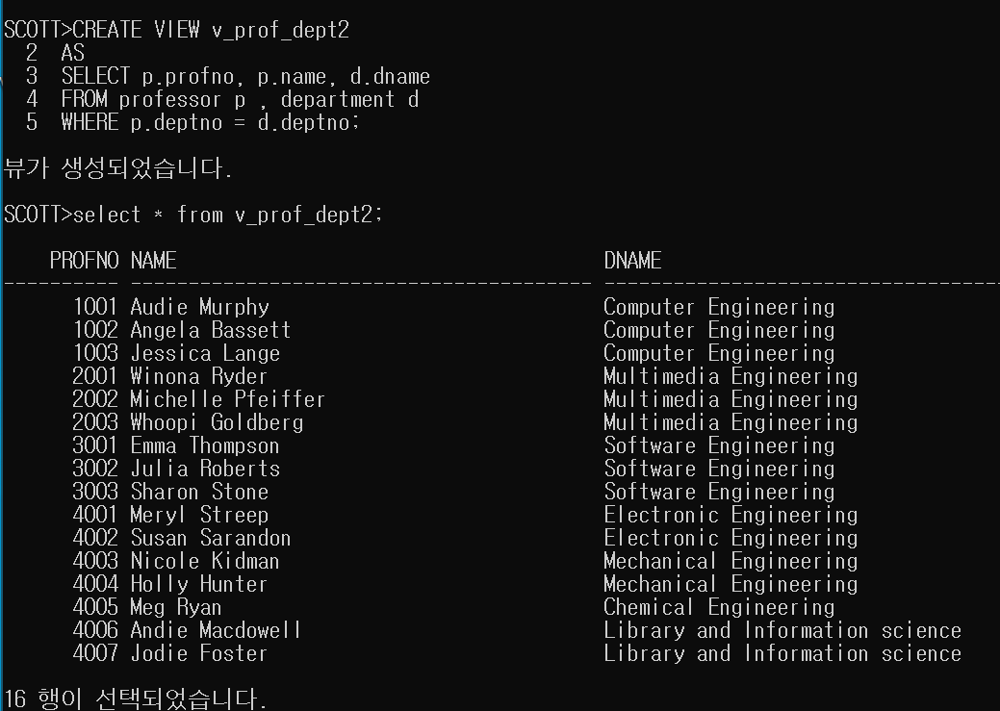 SCOTT>CREATE VIEW v_prof_dept2
2 AS
3 SELECT p.profno, p.name, d.dname
4 FROM professor p , department d
5 WHERE p.deptno = d.deptno;
뷰가 생성되었습니다.
SCOTT>select * from v_prof_dept2;
PROFNO NAME DNAME
---------- ---------------------------------------- -----------------------------------
1001 Audie Murphy Computer Engineering
1002 Angela Bassett Computer Engineering
1003 Jessica Lange Computer Engineering
2001 Winona Ryder Multimedia Engineering
2002 Michelle Pfeiffer Multimedia Engineering
2003 Whoopi Goldberg Multimedia Engineering
3001 Emma Thompson Software Engineering
3002 Julia Roberts Software Engineering
3003 Sharon Stone Software Engineering
4001 Meryl Streep Electronic Engineering
4002 Susan Sarandon Electronic Engineering
4003 Nicole Kidman Mechanical Engineering
4004 Holly Hunter Mechanical Engineering
4005 Meg Ryan Chemical Engineering
4006 Andie Macdowell Library and Information science
4007 Jodie Foster Library and Information science
16 행이 선택되었습니다.